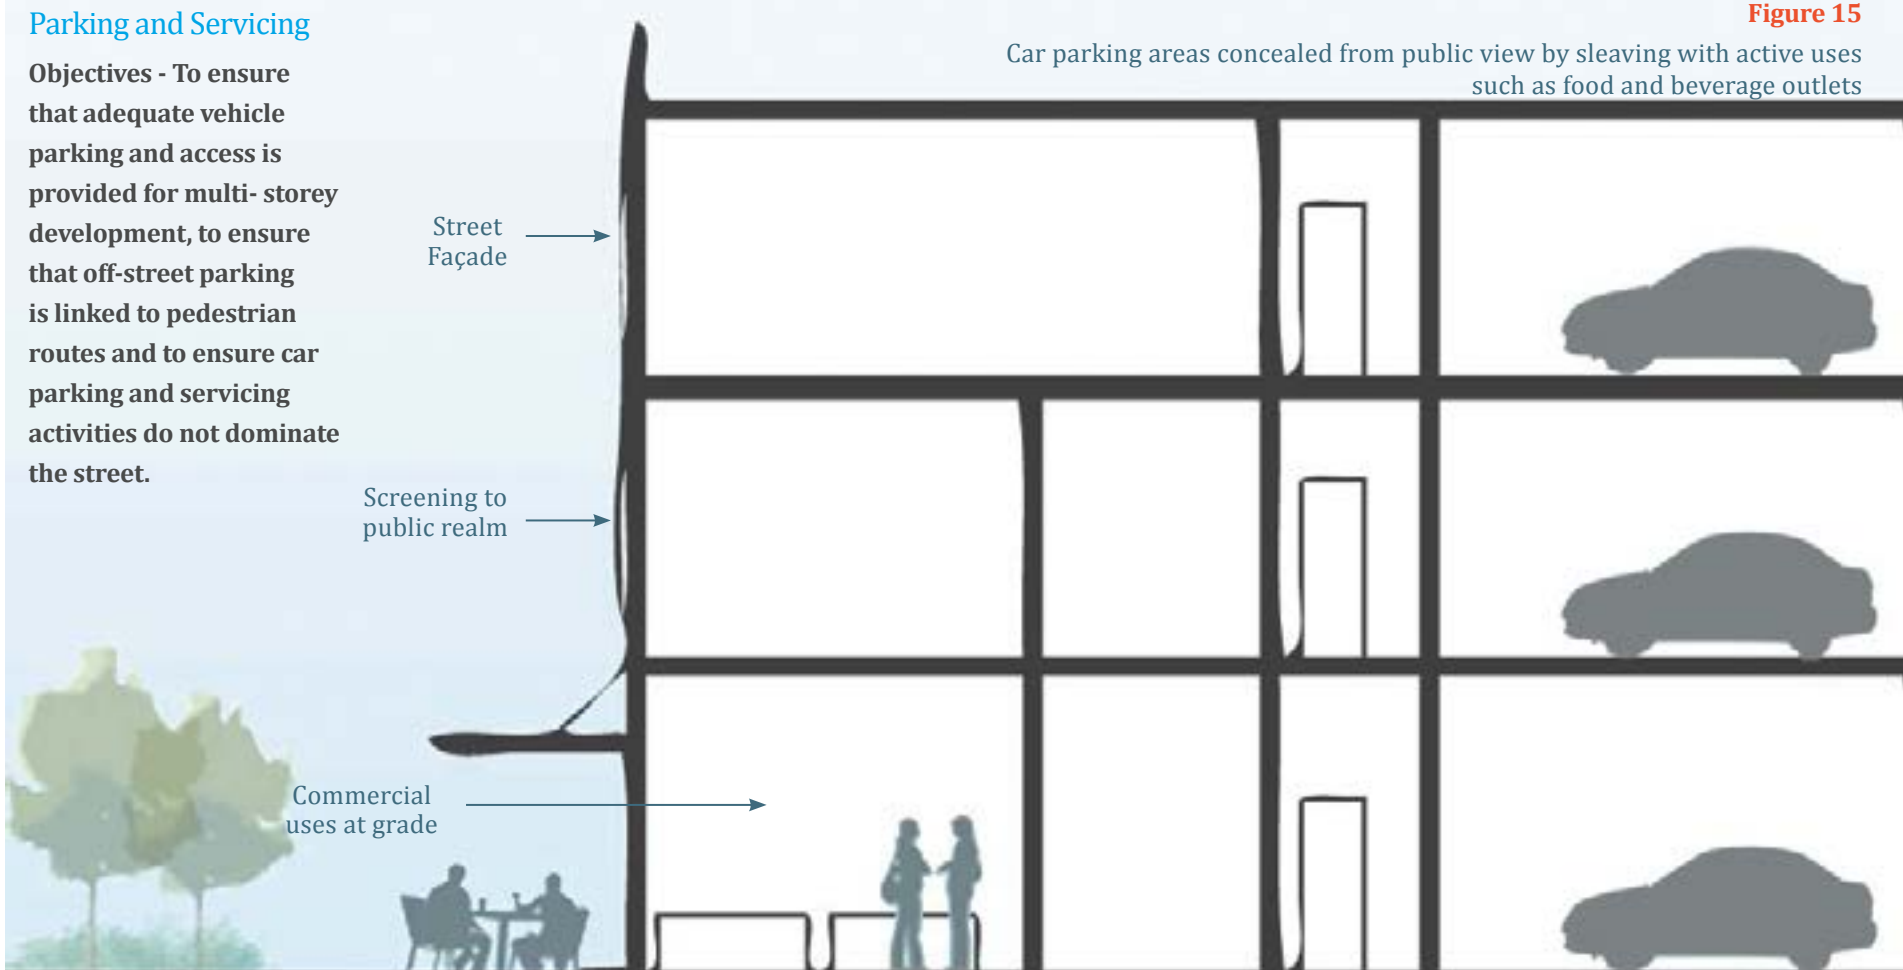 Parking and Servicing
Objectives - To ensure
that adequate vehicle
parking and access is
provided for multi- storey
development, to ensure
that off-street parking
is linked to pedestrian
routes and to ensure car
parking and servicing
activities do not dominate
the street.
Figure 15
Car parking areas concealed from public view by sleaving with active uses
such as food and beverage outlets
Street
Façade
Screening to
public realm
Commercial
uses at grade